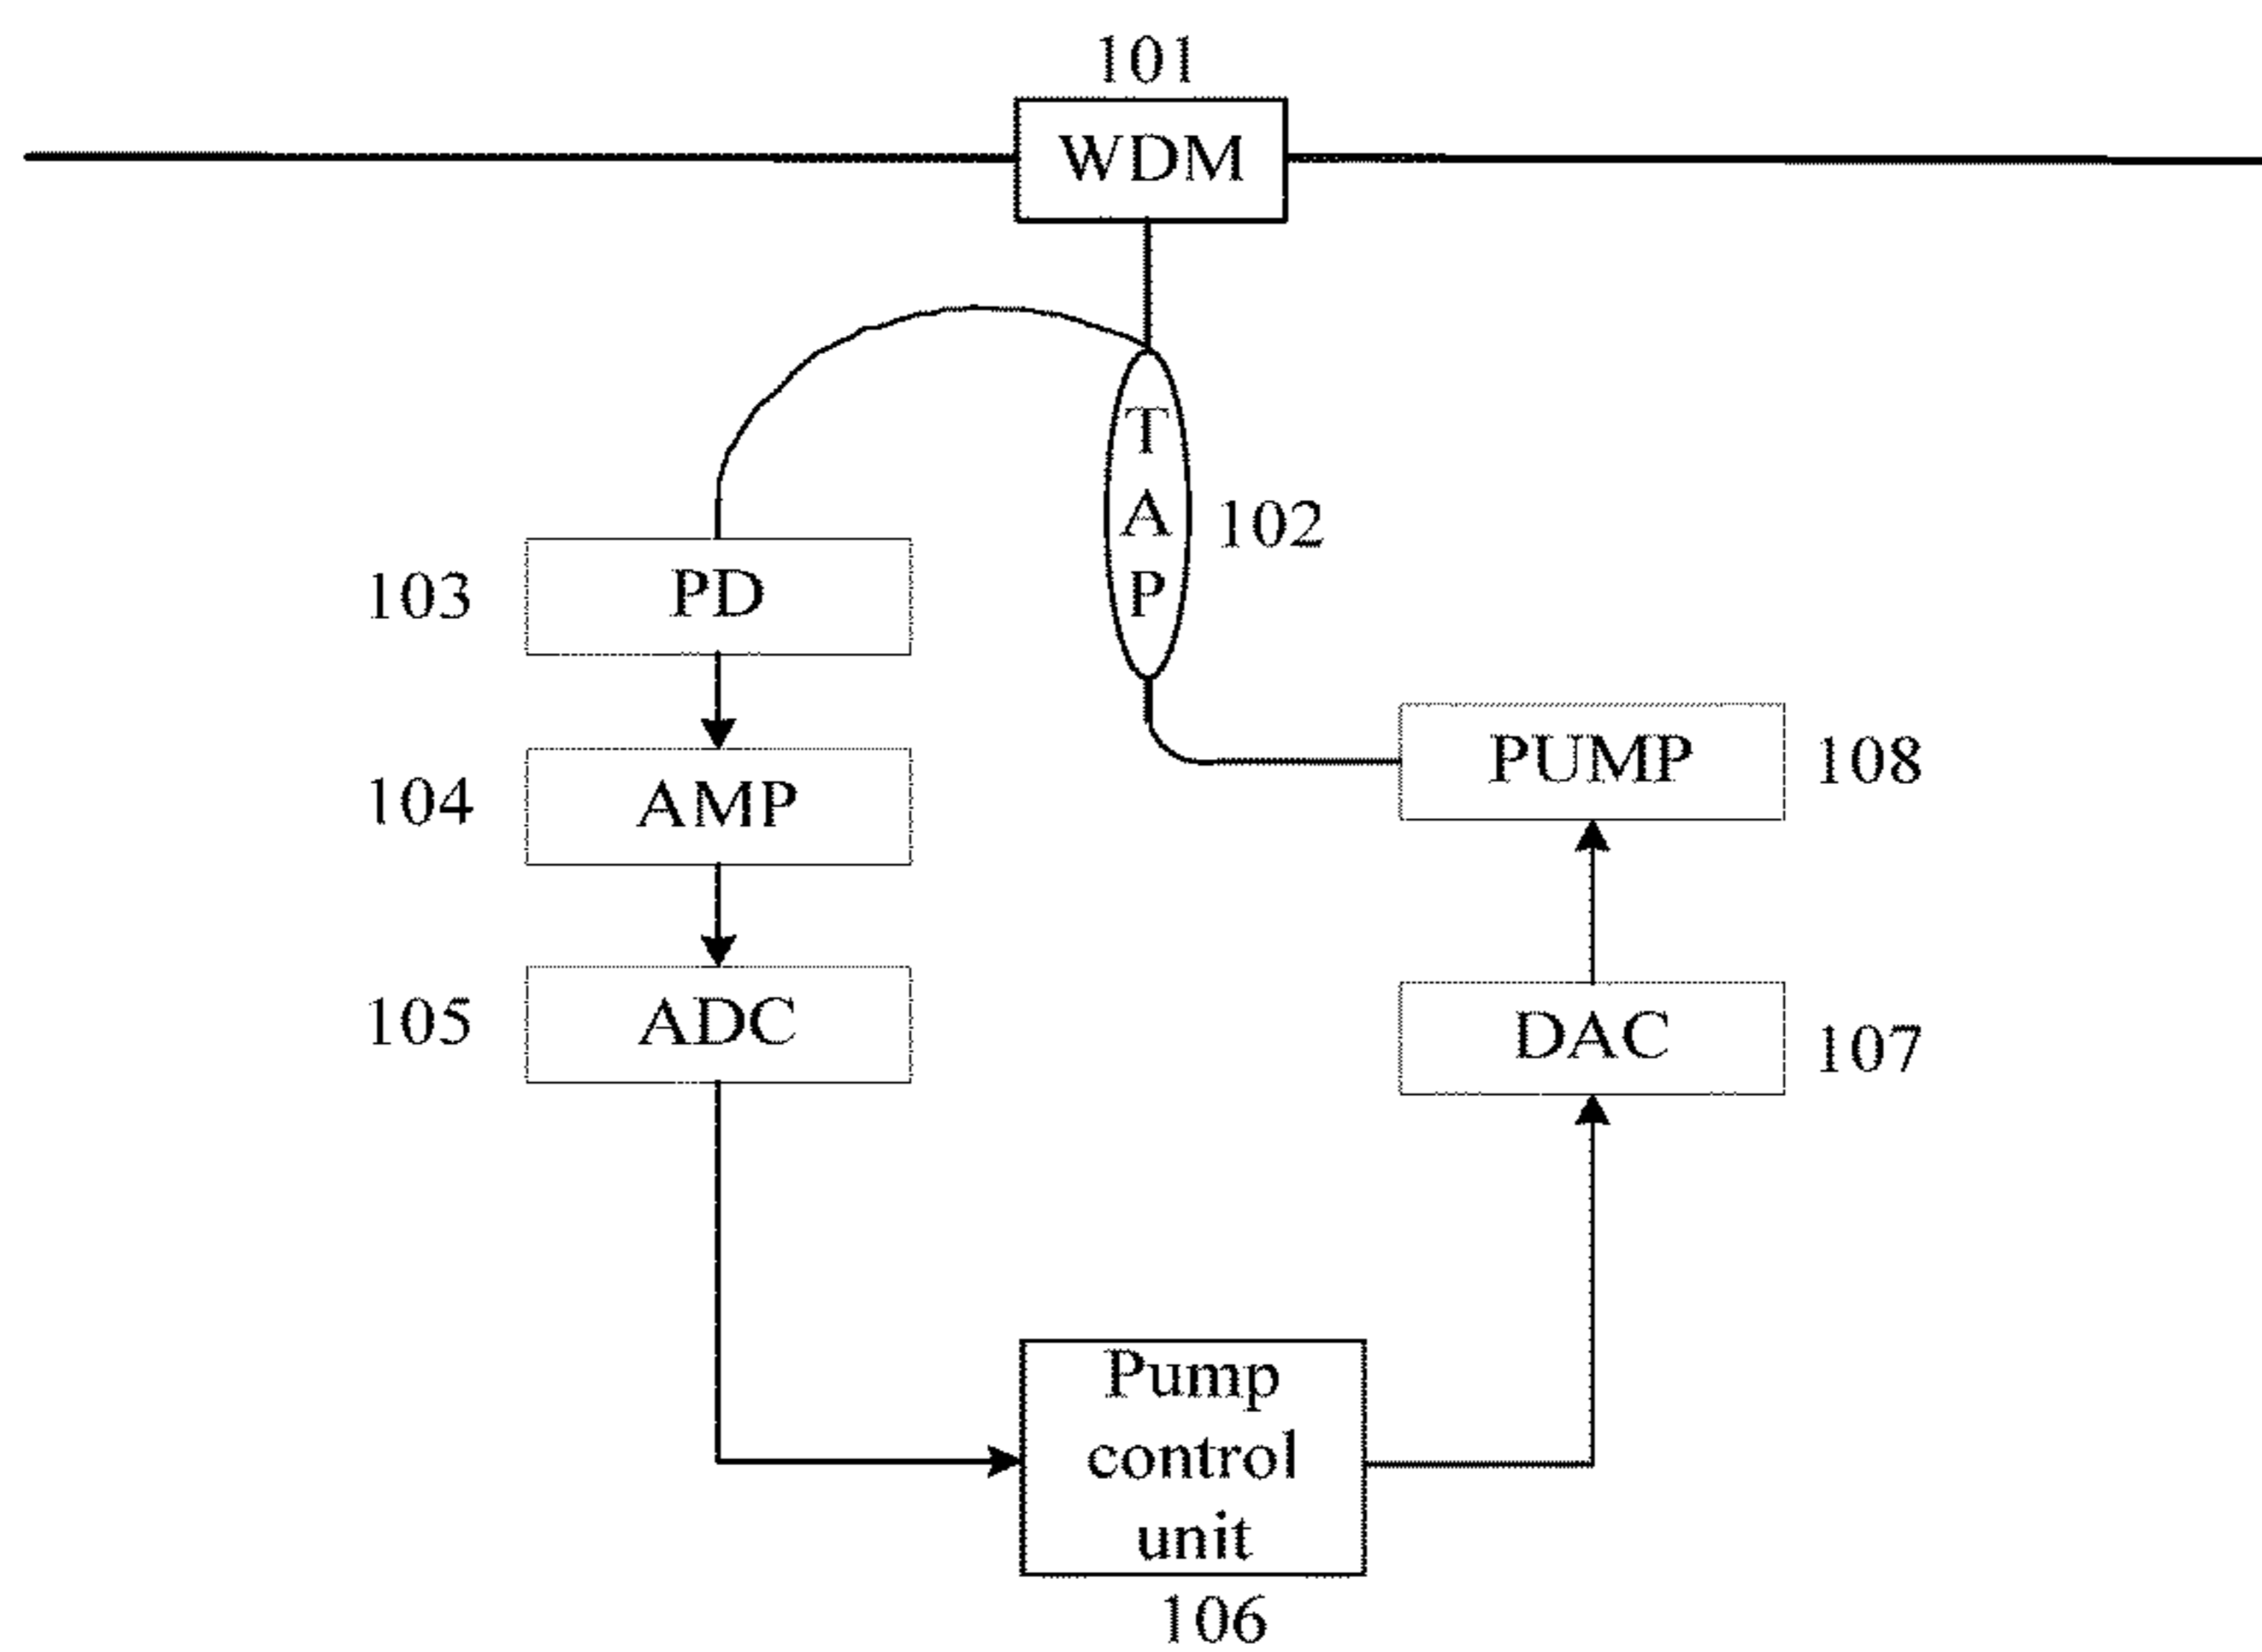 101
WDM
T
A
P
102
103
PD
104
AMP
105
ADC
PUMP
108
DAC
107
Pump
control
unit
106